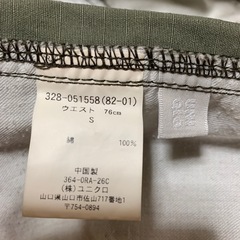 328-051558(82-01)
ウエスト 76cm
S
綿 100%
中国製
364-0RA-26C
(株)ユニクロ
山口県山口市佐山717番地1
〒754-0894